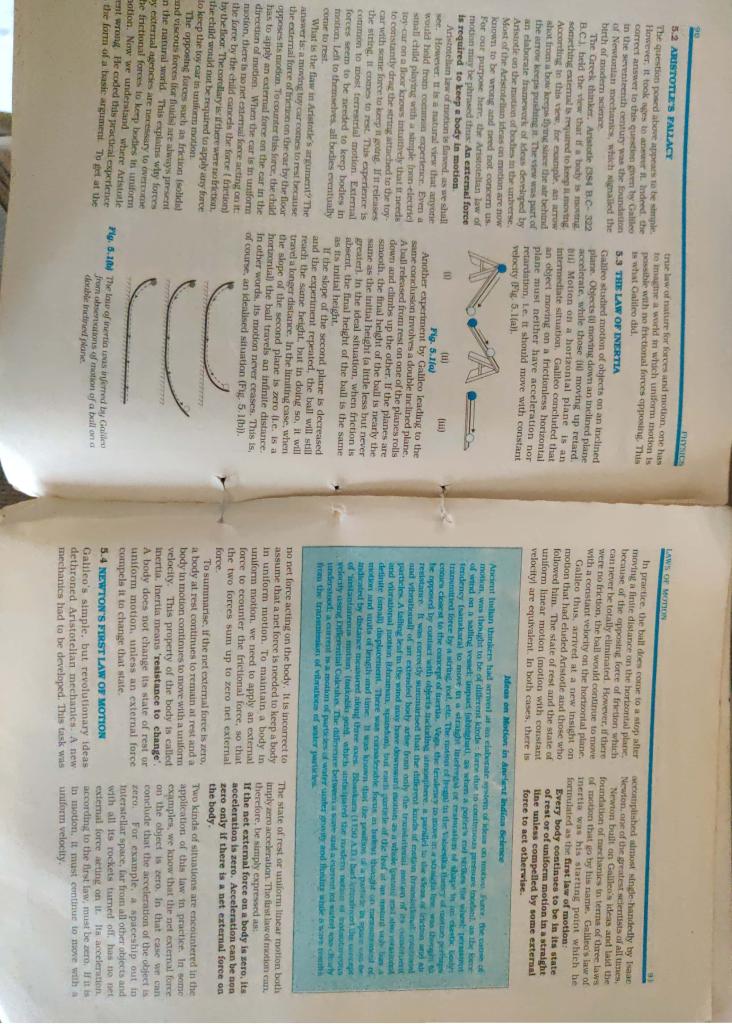 90
PHYSICS
5.2 ARISTOTLE'S FALLACY
The question posed above appears to be simple.
However, it took ages to answer it. Indeed, the
correct answer to this question given by Galileo
in the seventeenth century was the foundation
of Newtonian mechanics, which signalled the
birth of modern science.
The Greek thinker, Aristotle (384 B.C– 322
B.C.), held the view that if a body is moving,
something external is required to keep it moving.
According to this view, for example, an arrow
shot from a bow keeps flying since the air behind
the arrow keeps pushing it. The view was part of
an elaborate framework of ideas developed by
Aristotle on the motion of bodies in the universe.
Most of the Aristotelian ideas on motion are now
known to be wrong and need not concern us.
For our purpose here, the Aristotelian law of
motion may be phrased thus: An external force
is required to keep a body in motion.
Aristotelian law of motion is flawed, as we shall
see. However, it is a natural view that anyone
would hold from common experience. Even a
small child playing with a simple (non-electric)
toy-car on a floor knows intuitively that it needs
to constantly drag the string attached to the toy-
car with some force to keep it going. If it releases
the string, it comes to rest. This experience is
common to most terrestrial motion. External
forces seem to be needed to keep bodies in
motion. Left to themselves, all bodies eventually
come to rest.
What is the flaw in Aristotle's argument? The
answer is: a moving toy car comes to rest because
the external force of friction on the car by the floor
opposes its motion. To counter this force, the child
has to apply an external force on the car in the
direction of motion. When the car is in uniform
motion, there is no net external force acting on it:
the force by the child cancels the force ( friction)
by the floor. The corollary is: if there were no friction,
the child would not be required to apply any force
to keep the toy car in uniform motion.
The opposing forces such as friction (solids)
and viscous forces (for fluids) are always present
in the natural world. This explains why forces
by external agencies are necessary to overcome
the frictional forces to keep bodies in uniform
motion. Now we understand where Aristotle
went wrong. He coded this practical experience
the form of a basic argument. To get at the
true law of nature for forces and motion, one has
to imagine a world in which uniform motion is
possible with no frictional forces opposing. This
is what Galileo did.
5.3 THE LAW OF INERTIA
Galileo studied motion of objects on an inclined
plane. Objects (i) moving down an inclined plane
accelerate, while those (ii) moving up retard.
(iii) Motion on a horizontal plane is an
intermediate situation. Galileo concluded that
an object moving on a frictionless horizontal
plane must neither have acceleration nor
retardation, i.e. it should move with constant
velocity (Fig. 5.1(a)).
(i) (ii) (iii)
Fig. 5.1(a)
Another experiment by Galileo leading to the
same conclusion involves a double inclined plane.
A ball released from rest on one of the planes rolls
down and climbs up the other. If the planes are
smooth, the final height of the ball is nearly the
same as the initial height (a little less but never
greater). In the ideal situation, when friction is
absent, the final height of the ball is the same
as its initial height.
If the slope of the second plane is decreased
and the experiment repeated, the ball will still
reach the same height, but in doing so, it will
travel a longer distance. In the limiting case, when
the slope of the second plane is zero (i.e. is a
horizontal) the ball travels an infinite distance.
In other words, its motion never ceases. This is,
of course, an idealised situation (Fig. 5.1(b)).
Fig. 5.1(b) The law of inertia was inferred by Galileo
from observations of motion of a ball on a
double inclined plane.
LAWS OF MOTION
91
In practice, the ball does come to a stop after
moving a finite distance on the horizontal plane,
because of the opposing force of friction which
can never be totally eliminated. However, if there
were no friction, the ball would continue to move
with a constant velocity on the horizontal plane.
Galileo thus, arrived at a new insight on
motion that had eluded Aristotle and those who
followed him. The state of rest and the state of
uniform linear motion (motion with constant
velocity) are equivalent. In both cases, there is
accomplished almost single-handedly by Isaac
Newton, one of the greatest scientists of all times.
Newton built on Galileo's ideas and laid the
foundation of mechanics in terms of three laws
of motion that go by his name. Galileo's law of
inertia was his starting point which he
formulated as the first law of motion:
Every body continues to be in its state
of rest or of uniform motion in a straight
line unless compelled by some external
force to act otherwise.
Ideas on Motion in Ancient Indian Science
Ancient Indian thinkers had arrived at an elaborate system of ideas on motion. Force, the cause of
motion, was thought to be of different kinds : force due to continuous pressure (nodan), as the force
of wind on a sailing vessel; impact (abhighat), as when a potter's rod strikes the wheel; persistent
no net force acting on the body. It is incorrect to
assume that a net force is needed to keep a body
in uniform motion. To maintain a body in
uniform motion, we need to apply an external
force to ecounter the frictional force, so that
the two forces sum up to zero net external
force.
To summarise, if the net external force is zero,
a body at rest continues to remain at rest and a
body in motion continues to move with a uniform
velocity. This property of the body is called
inertia. Inertia means 'resistance to change'.
A body does not change its state of rest or
uniform motion, unless an external force
compels it to change that state.
5.4 NEWTON'S FIRST LAW OF MOTION
Galileo's simple, but revolutionary ideas
dethroned Aristotelian mechanics. A new
mechanics had to be developed. This task was
The state of rest or uniform linear motion both
imply zero acceleration. The first law of motion can,
therefore, be simply expressed as:
If the net external force on a body is zero, its
acceleration is zero. Acceleration can be non
zero only if there is a net external force on
the body.
Two kinds of situations are encountered in the
application of this law in practice. In some
examples, we know that the net external force
on the object is zero. In that case we can
conclude that the acceleration of the object is
zero. For example, a spaceship out in
interstellar space, far from all other objects and
with all its rockets turned off, has no net
external force acting on it. Its acceleration,
according to the first law, must be zero. If it is
in motion, it must continue to move with a
uniform velocity.